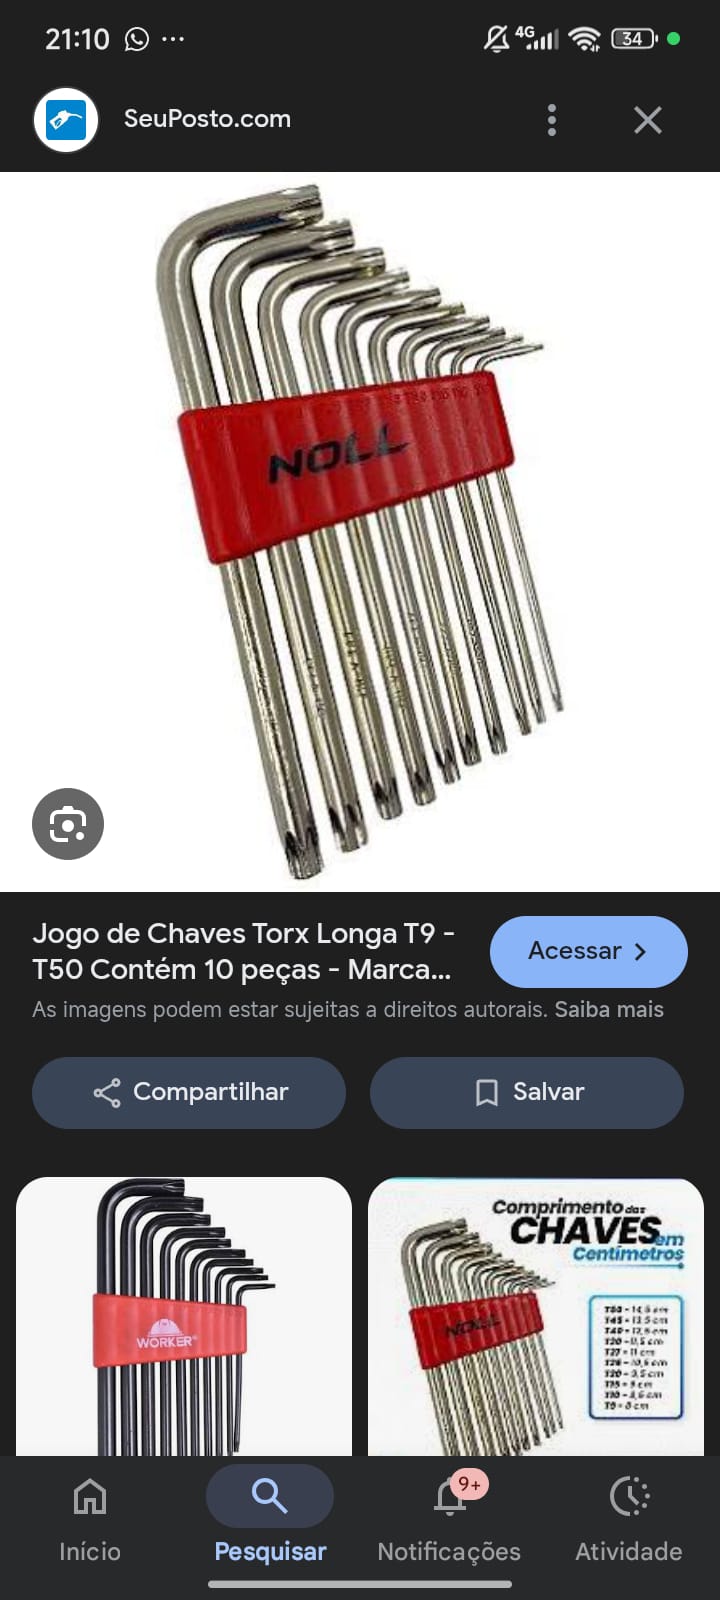 21:10
4G
34
SeuPosto.com
NOLL
Jogo de Chaves Torx Longa T9 -
T50 Contém 10 peças - Marca...
Acessar
As imagens podem estar sujeitas a direitos autorais. Saiba mais
Compartilhar
Salvar
WORKER
Comprimento das
CHAVES em
Centímetros
NOLL
T50 - 14,5 cm
T45 - 13,5 cm
T40 - 12,5 cm
T30 - 11,5 cm
T27 - 11 cm
T25 - 10,5 cm
T20 - 9,5 cm
T15 - 9 cm
T10 - 8,5 cm
T9 - 8 cm
9+
Início
Pesquisar
Notificações
Atividade